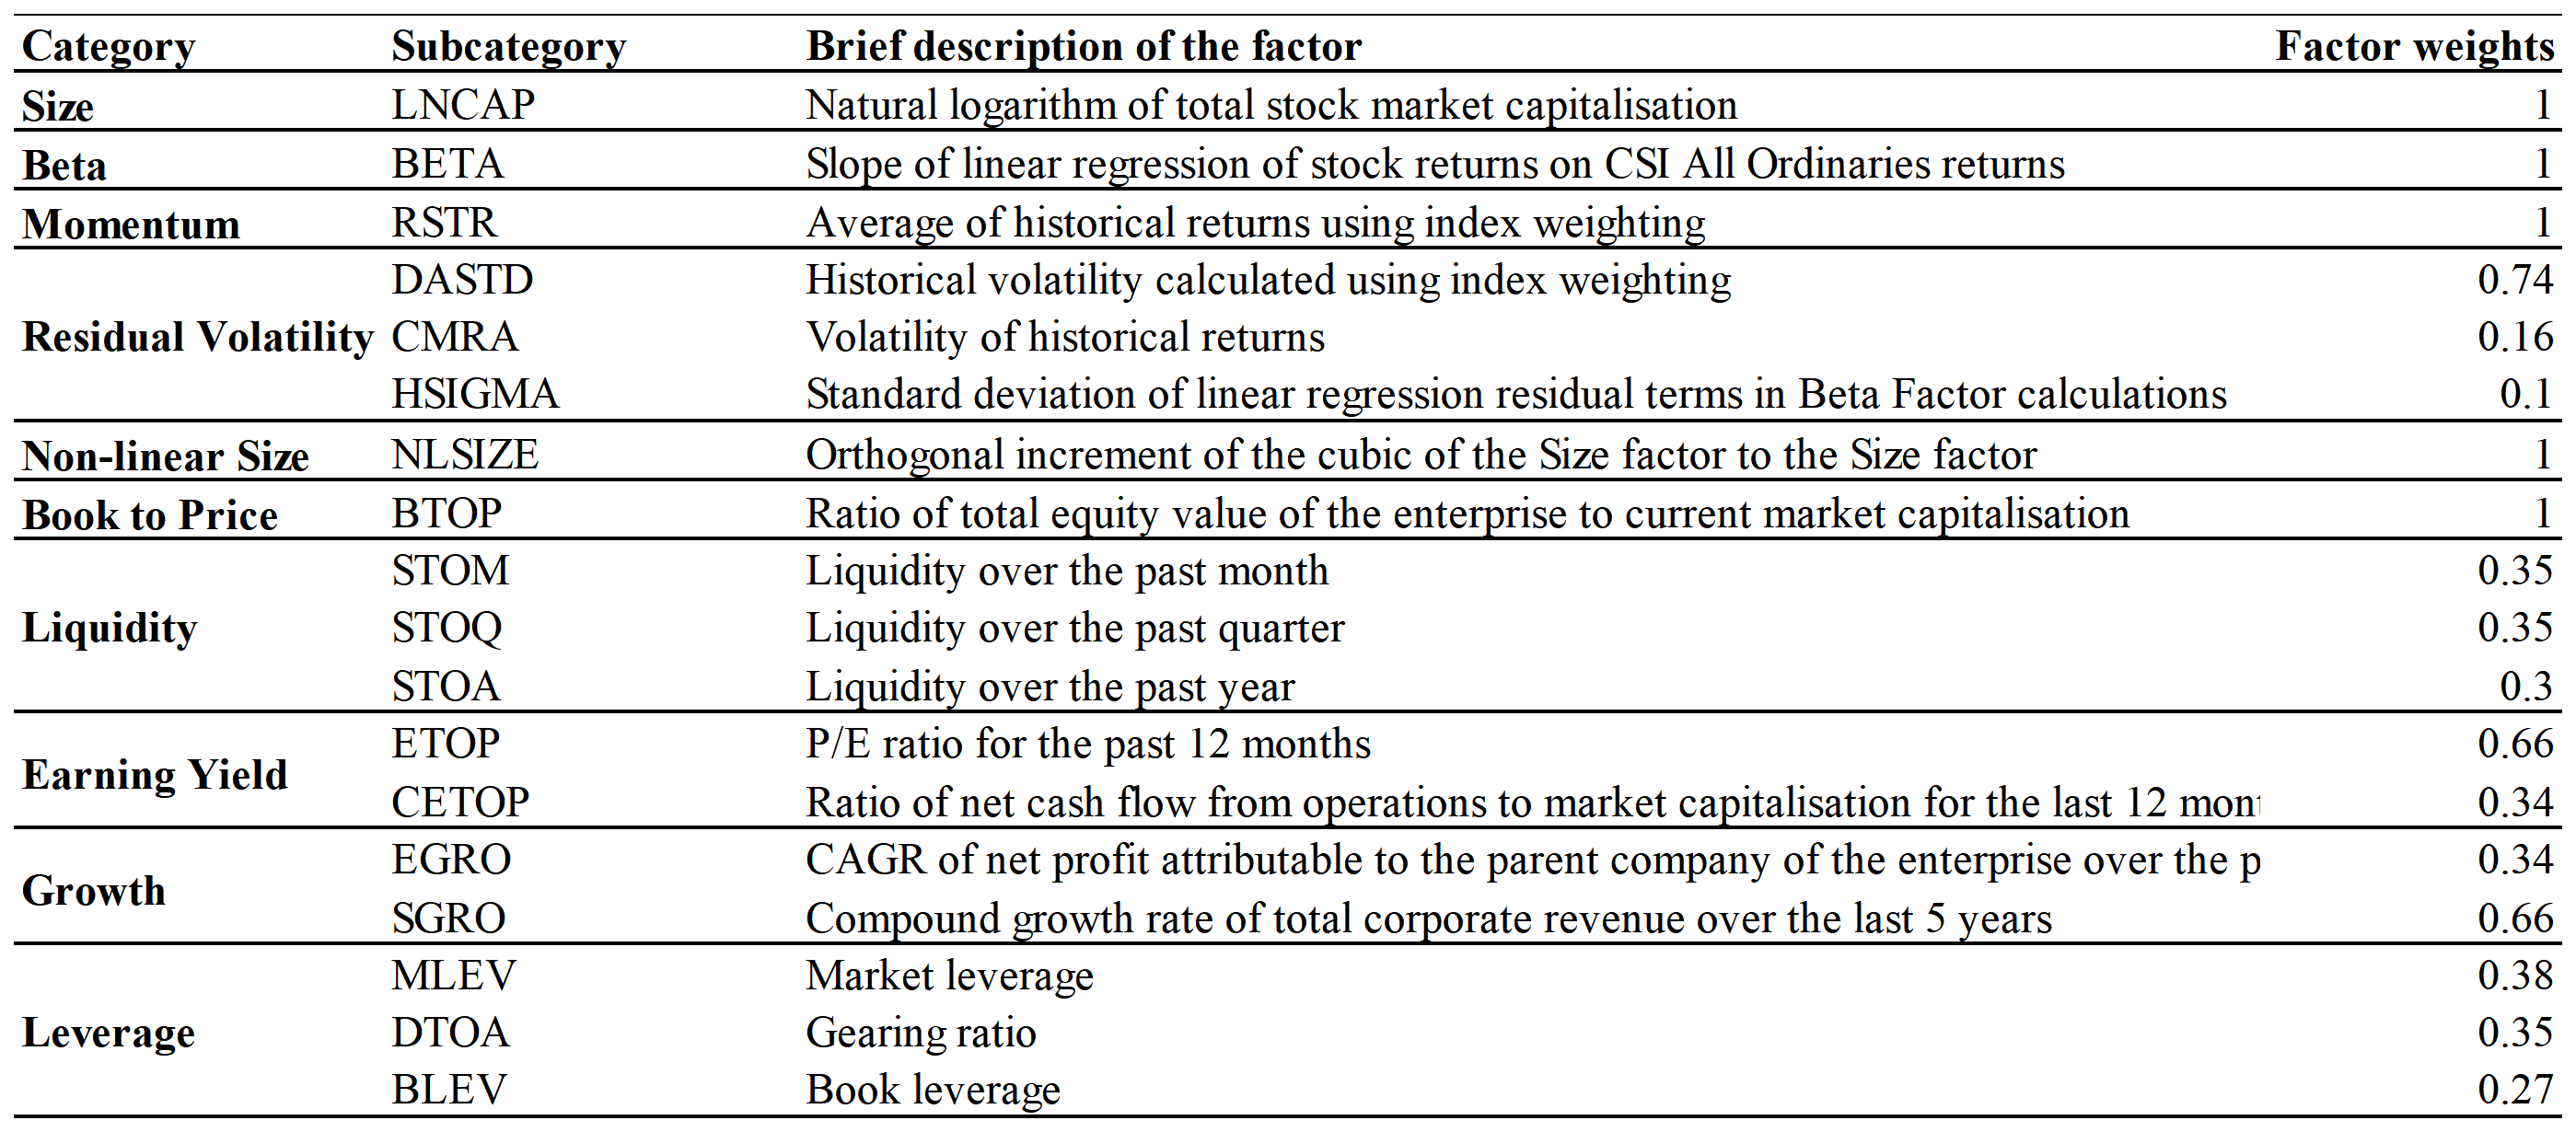 Category Subcategory Brief description of the factor Factor weights
Size LNCAP Natural logarithm of total stock market capitalisation 1
Beta BETA Slope of linear regression of stock returns on CSI All Ordinaries returns 1
Momentum RSTR Average of historical returns using index weighting 1
DASTD Historical volatility calculated using index weighting 0.74
Residual Volatility CMRA Volatility of historical returns 0.16
HSIGMA Standard deviation of linear regression residual terms in Beta Factor calculations 0.1
Non-linear Size NLSIZE Orthogonal increment of the cubic of the Size factor to the Size factor 1
Book to Price BTOP Ratio of total equity value of the enterprise to current market capitalisation 1
STOM Liquidity over the past month 0.35
Liquidity STOQ Liquidity over the past quarter 0.35
STOA Liquidity over the past year 0.3
Earning Yield ETOP P/E ratio for the past 12 months 0.66
CETOP Ratio of net cash flow from operations to market capitalisation for the last 12 mon 0.34
Growth EGRO CAGR of net profit attributable to the parent company of the enterprise over the p 0.34
SGRO Compound growth rate of total corporate revenue over the last 5 years 0.66
MLEV Market leverage 0.38
Leverage DTOA Gearing ratio 0.35
BLEV Book leverage 0.27